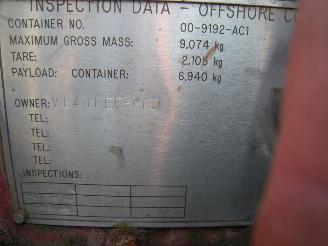 INSPECTION DATA - OFFSHORE CO
CONTAINER NO. 00-9192-AC1
MAXIMUM GROSS MASS: 9,074 kg
TARE: 2,105 kg
PAYLOAD: CONTAINER: 6,940 kg
OWNER:
TEL:
TEL:
TEL:
TEL:
INSPECTIONS: